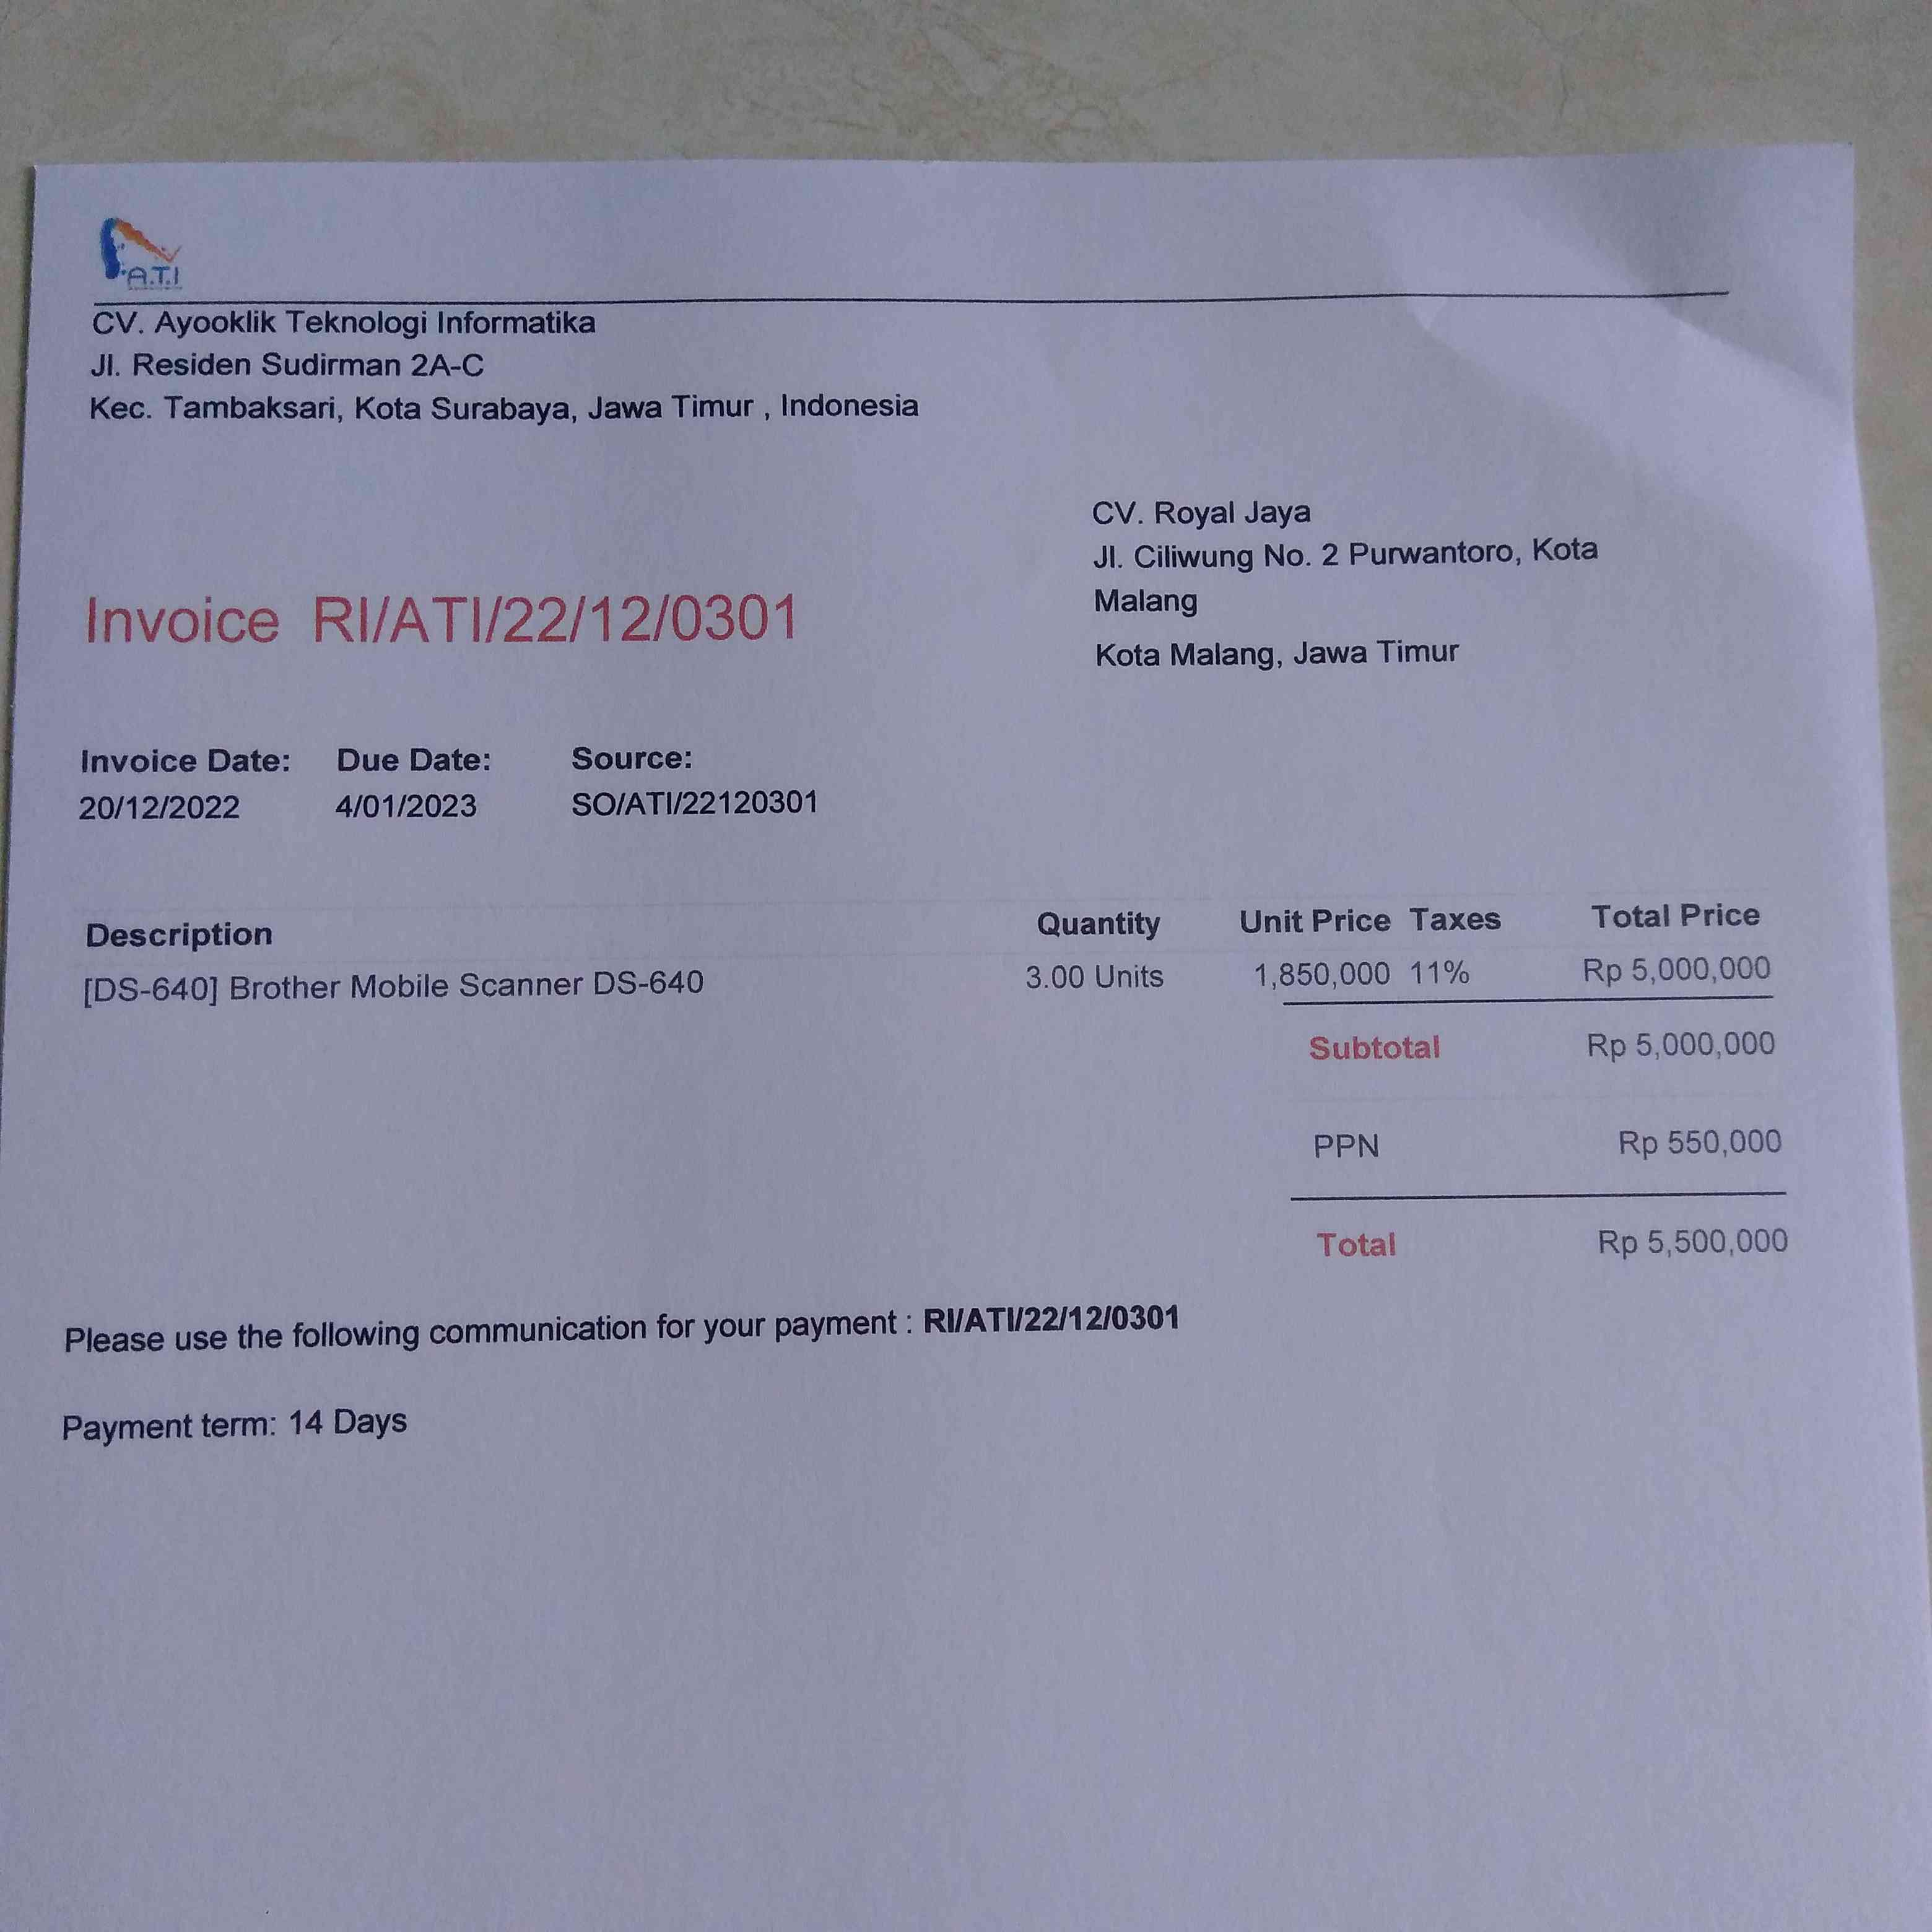 A.T.I
CV. Ayooklik Teknologi Informatika
Jl. Residen Sudirman 2A-C
Kec. Tambaksari, Kota Surabaya, Jawa Timur , Indonesia
CV. Royal Jaya
Jl. Ciliwung No. 2 Purwantoro, Kota
Malang
Kota Malang, Jawa Timur
Invoice RI/ATI/22/12/0301
Invoice Date: Due Date: Source:
20/12/2022 4/01/2023 SO/ATI/22120301
Description Quantity Unit Price Taxes Total Price
[DS-640] Brother Mobile Scanner DS-640 3.00 Units 1,850,000 11% Rp 5,000,000
Subtotal Rp 5,000,000
PPN Rp 550,000
Total Rp 5,500,000
Please use the following communication for your payment : RI/ATI/22/12/0301
Payment term: 14 Days